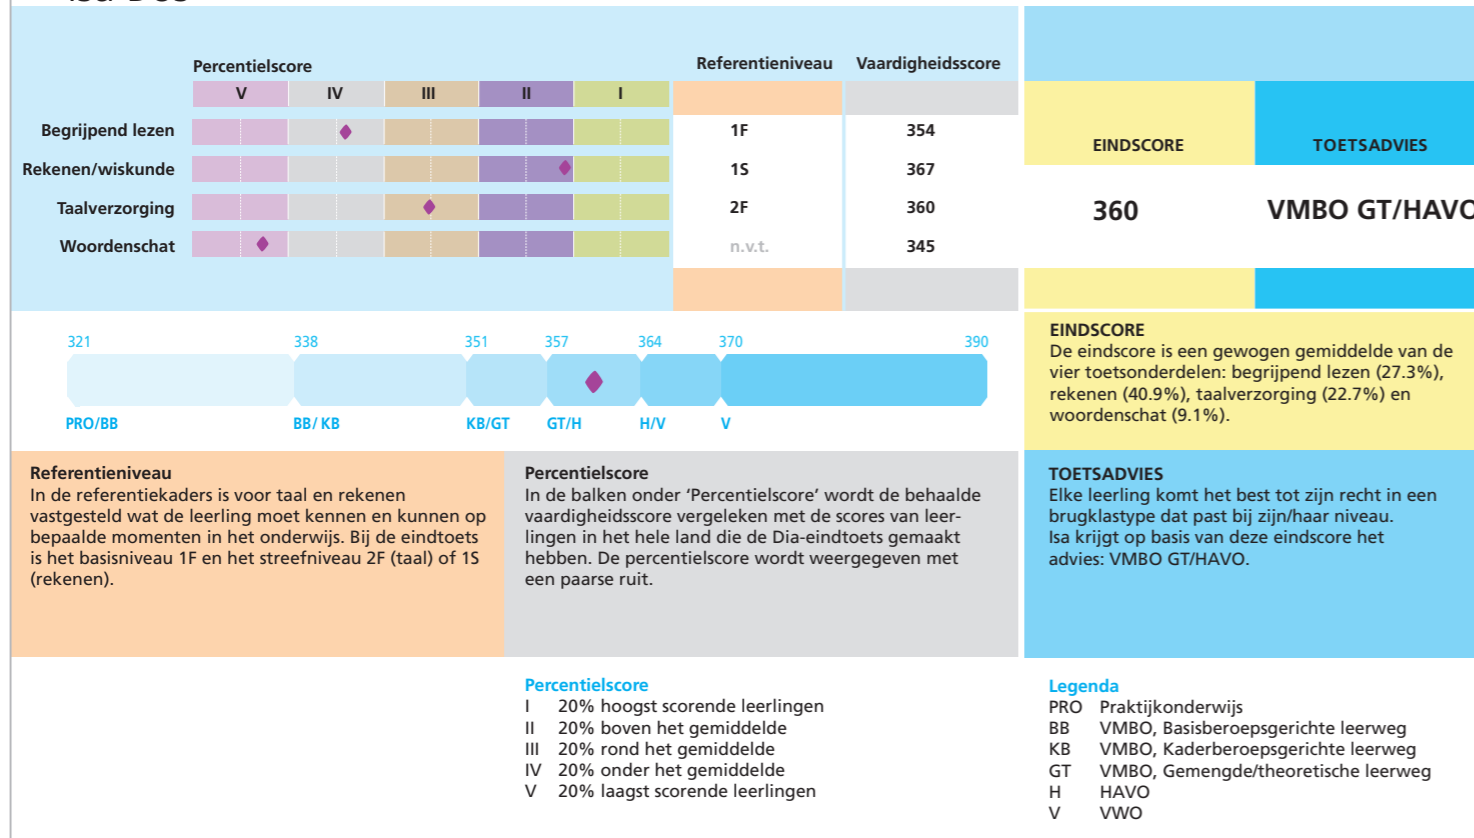 Percentielscore
Referentieniveau
Vaardigheidsscore
V IV III II I
Begrijpend lezen 1F 354
Rekenen/wiskunde 1S 367
Taalverzorging 2F 360
Woordenschat n.v.t. 345
EINDSCORE TOETSADVIES
360 VMBO GT/HAVO
321 338 351 357 364 370 390
PRO/BB BB/ KB KB/GT GT/H H/V V
EINDSCORE
De eindscore is een gewogen gemiddelde van de
vier toetsonderdelen: begrijpend lezen (27.3%),
rekenen (40.9%), taalverzorging (22.7%) en
woordenschat (9.1%).
Referentieniveau
In de referentiekaders is voor taal en rekenen
vastgesteld wat de leerling moet kennen en kunnen op
bepaalde momenten in het onderwijs. Bij de eindtoets
is het basisniveau 1F en het streefniveau 2F (taal) of 1S
(rekenen).
Percentielscore
In de balken onder ‘Percentielscore’ wordt de behaalde
vaardigheidsscore vergeleken met de scores van leer-
lingen in het hele land die de Dia-eindtoets gemaakt
hebben. De percentielscore wordt weergegeven met
een paarse ruit.
TOETSADVIES
Elke leerling komt het best tot zijn recht in een
brugklastype dat past bij zijn/haar niveau.
Isa krijgt op basis van deze eindscore het
advies: VMBO GT/HAVO.
Percentielscore
I 20% hoogst scorende leerlingen
II 20% boven het gemiddelde
III 20% rond het gemiddelde
IV 20% onder het gemiddelde
V 20% laagst scorende leerlingen
Legenda
PRO Praktijkonderwijs
BB VMBO, Basisberoepsgerichte leerweg
KB VMBO, Kaderberoepsgerichte leerweg
GT VMBO, Gemengde/theoretische leerweg
H HAVO
V VWO